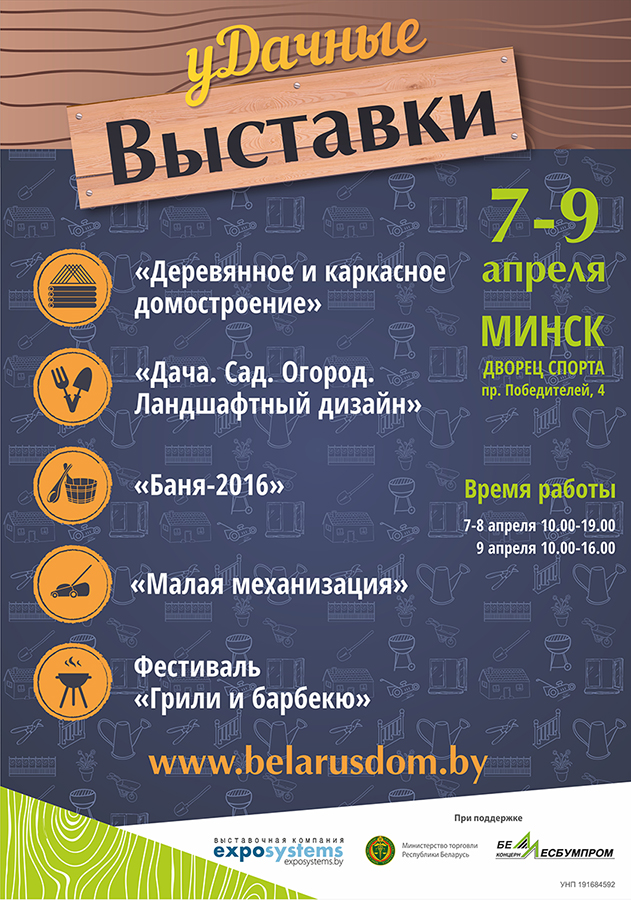 уДачные
Выставки
7-9
апреля
МИНСК
ДВОРЕЦ СПОРТА
пр. Победителей, 4
«Деревянное и каркасное
домостроение»
«Дача. Сад. Огород.
Ландшафтный дизайн»
«Баня-2016»
«Малая механизация»
Фестиваль
«Грили и барбекю»
Время работы
7-8 апреля 10.00-19.00
9 апреля 10.00-16.00
www.belarusdom.by
При поддержке
выставочная компания
exposystems
exposystems.by
Министерство торговли
Республики Беларусь
БЕЛЛЕСБУМПРОМ
КОНЦЕРН
УНП 191684592